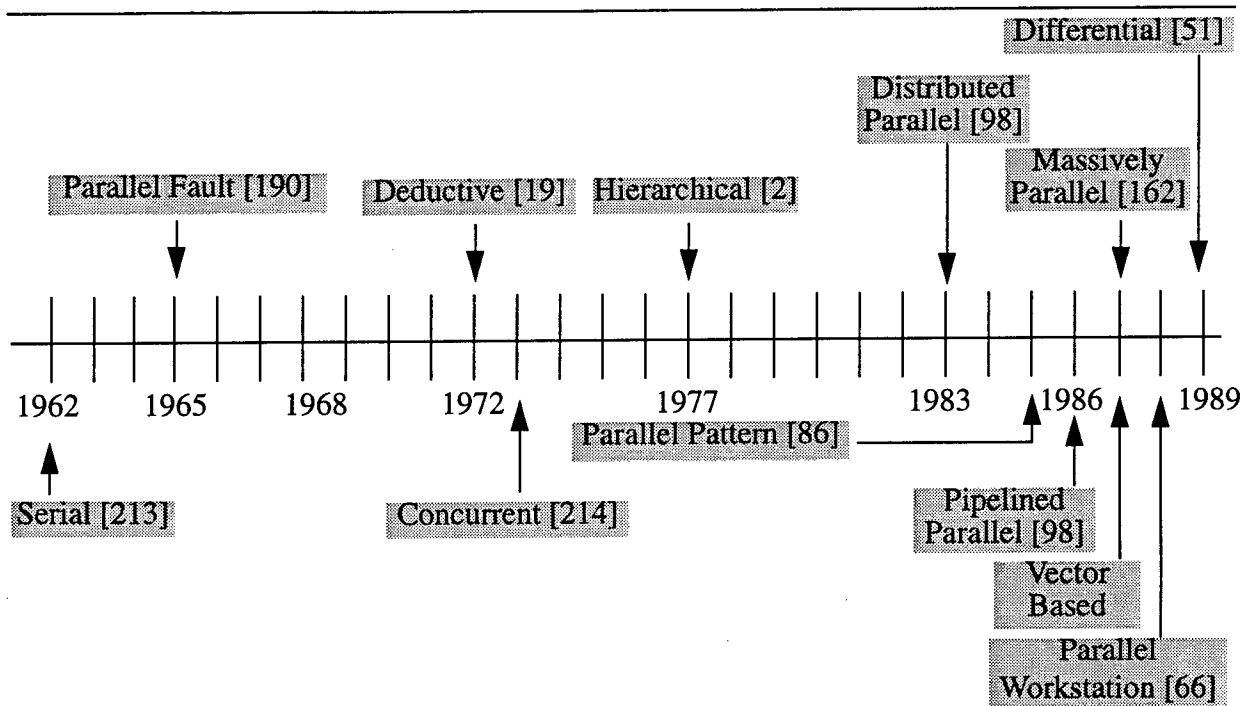 Differential [51]
Distributed
Parallel [98]
Massively
Parallel [162]
Parallel Fault [190]
Deductive [19]
Hierarchical [2]
1962
1965
1968
1972
1977
1983
1986
1989
Parallel Pattern [86]
Serial [213]
Concurrent [214]
Pipelined
Parallel [98]
Vector
Based
Parallel
Workstation [66]